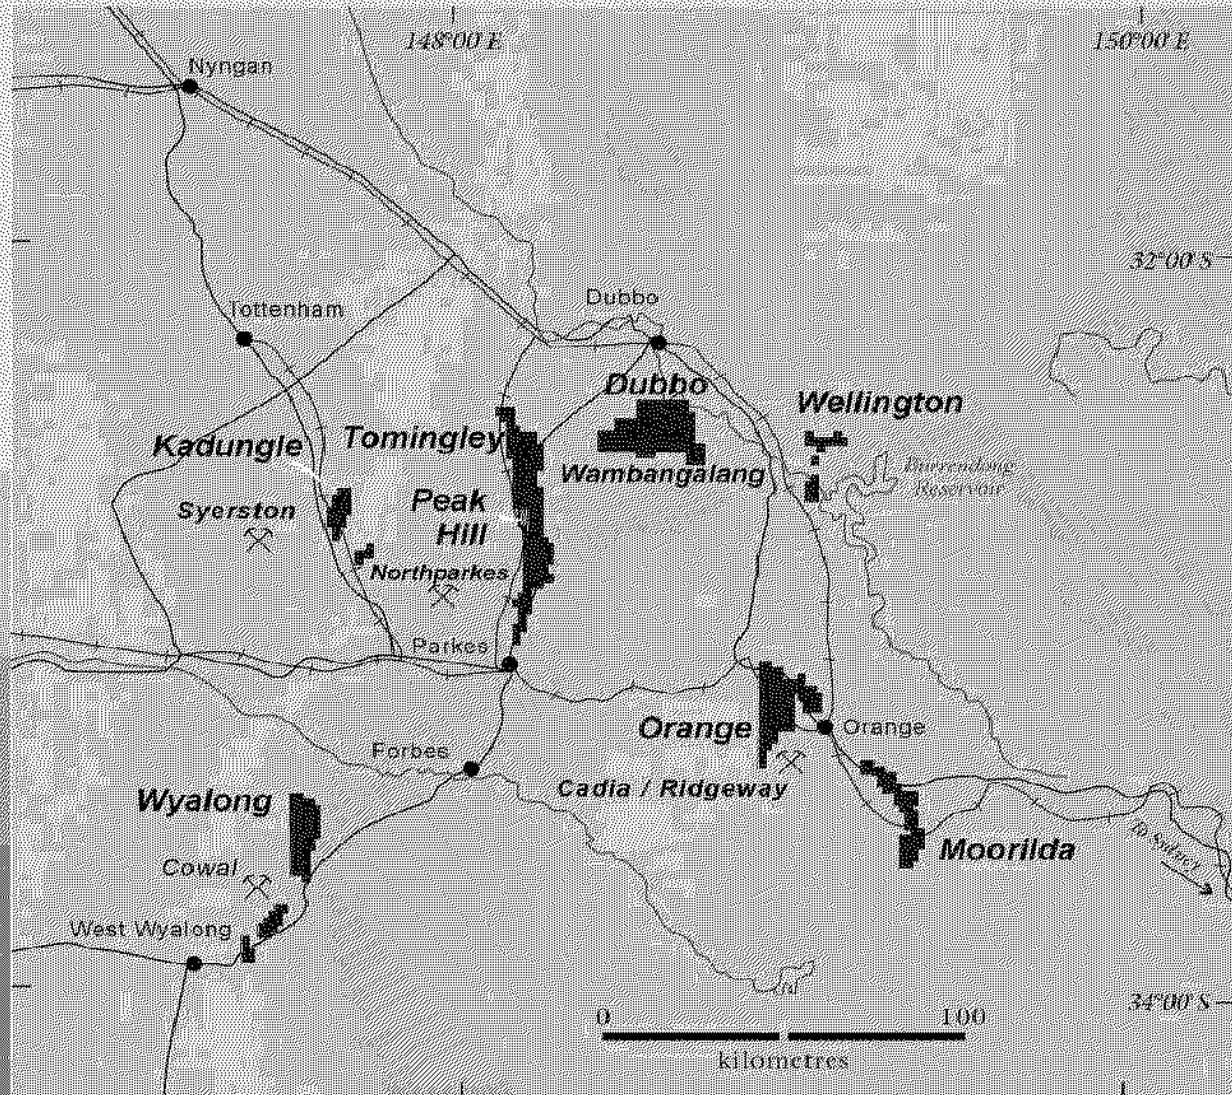 148°00' E
150°00' E
Nyngan
32°00' S
Dubbo
Tottenham
Dubbo
Wellington
Tomingley
Kadungle
Burrendong
Reservoir
Wambangalang
Peak
Hill
Syerston
Northparkes
Parkes
Orange
Orange
Forbes
Cadia / Ridgeway
Wyalong
To Sydney
Moorilda
Cowal
West Wyalong
34°00' S
0
100
kilometres